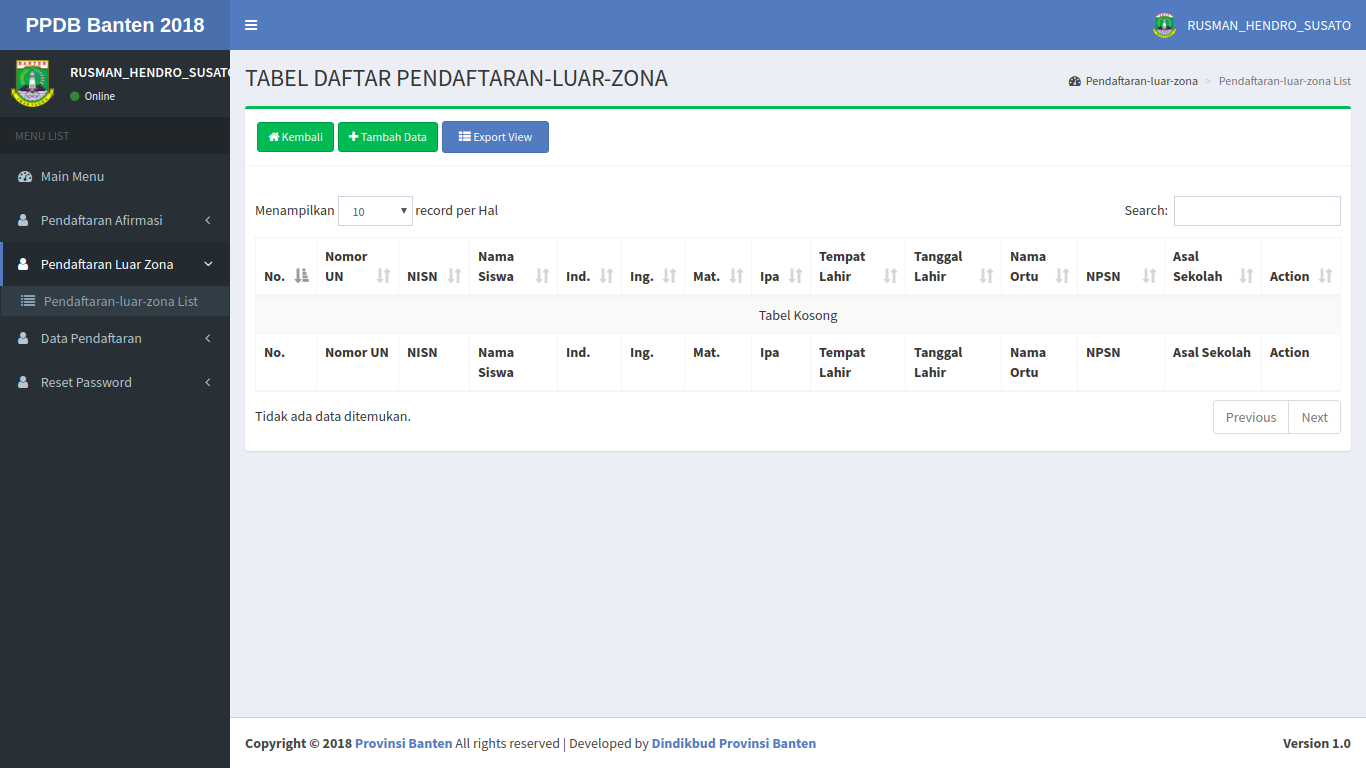 PPDB Banten 2018
RUSMAN_HENDRO_SUSATO
RUSMAN_HENDRO_SUSATO
Online
MENU LIST
Main Menu
Pendaftaran Afirmasi
Pendaftaran Luar Zona
Pendaftaran-luar-zona List
Data Pendaftaran
Reset Password
TABEL DAFTAR PENDAFTARAN-LUAR-ZONA
Pendaftaran-luar-zona > Pendaftaran-luar-zona List
Kembali Tambah Data Export View
Menampilkan 10 record per Hal Search:
No. Nomor UN NISN Nama Siswa Ind. Ing. Mat. Ipa Tempat Lahir Tanggal Lahir Nama Ortu NPSN Asal Sekolah Action
Tabel Kosong
No. Nomor UN NISN Nama Siswa Ind. Ing. Mat. Ipa Tempat Lahir Tanggal Lahir Nama Ortu NPSN Asal Sekolah Action
Tidak ada data ditemukan. Previous Next
Copyright © 2018 Provinsi Banten All rights reserved | Developed by Dindikbud Provinsi Banten Version 1.0